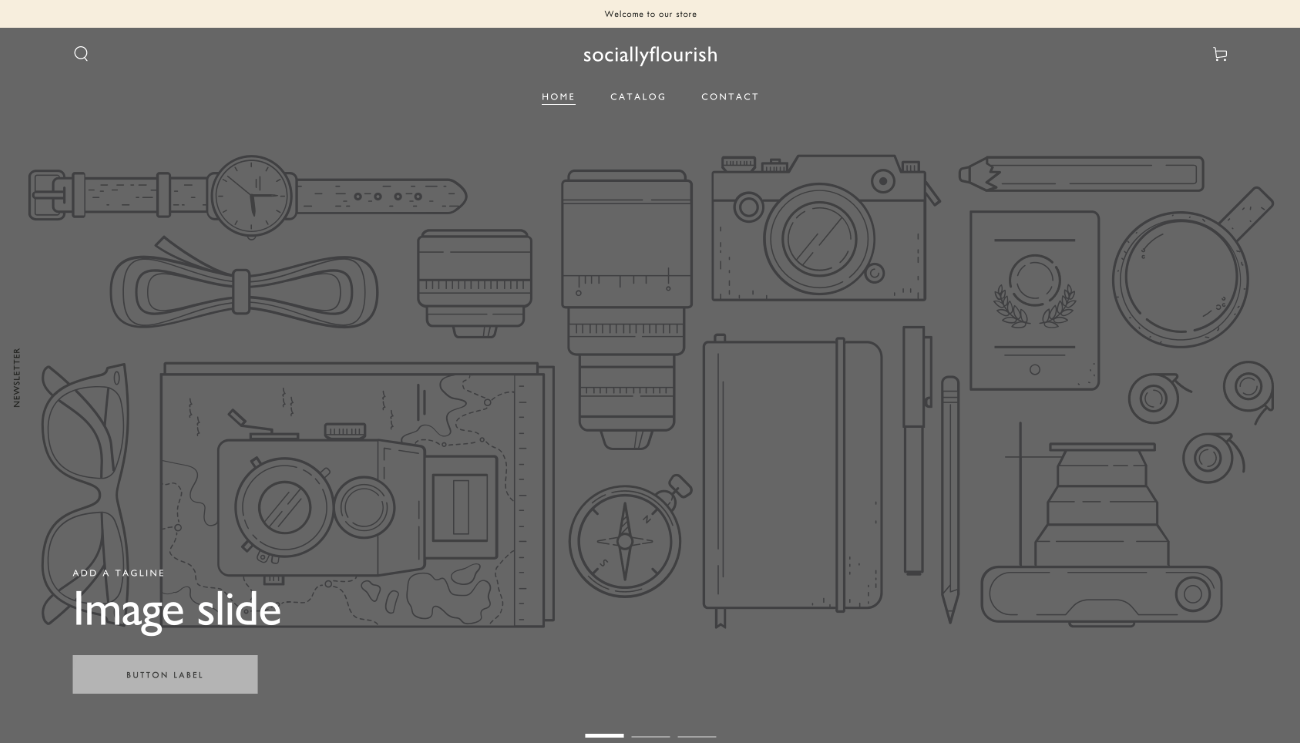 Welcome to our store
sociallyflourish
HOME CATALOG CONTACT
NEWSLETTER
N
S
ADD A TAGLINE
Image slide
BUTTON LABEL